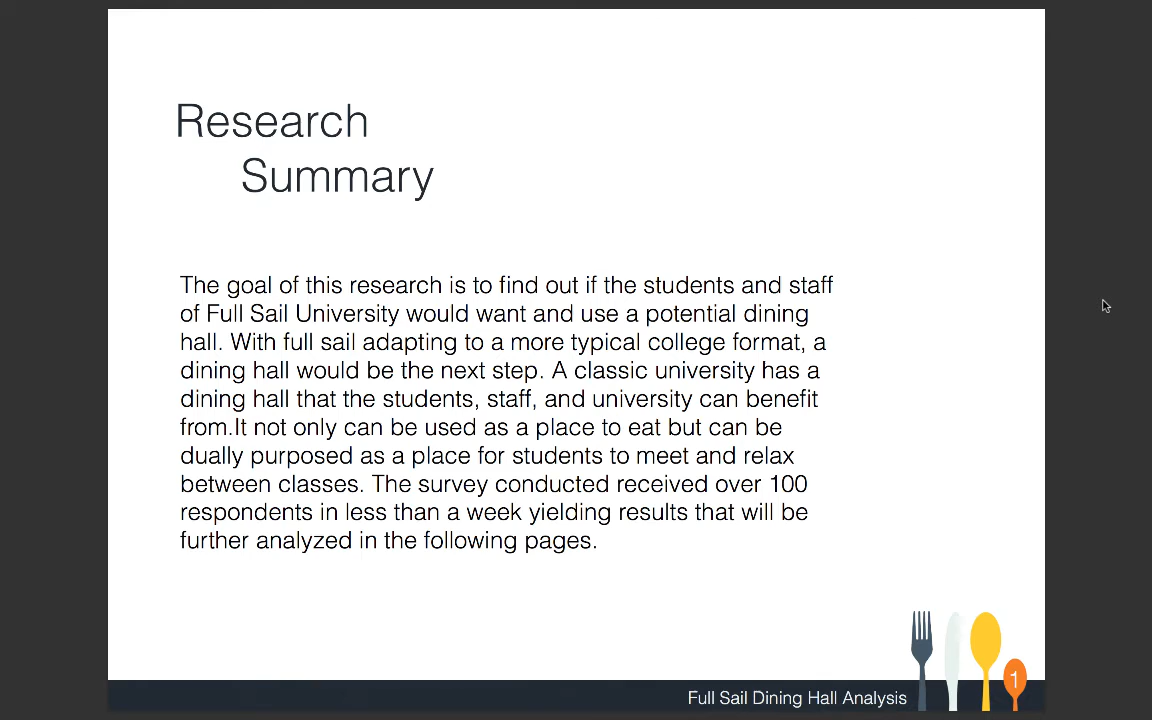 Research
Summary
The goal of this research is to find out if the students and staff
of Full Sail University would want and use a potential dining
hall. With full sail adapting to a more typical college format, a
dining hall would be the next step. A classic university has a
dining hall that the students, staff, and university can benefit
from.It not only can be used as a place to eat but can be
dually purposed as a place for students to meet and relax
between classes. The survey conducted received over 100
respondents in less than a week yielding results that will be
further analyzed in the following pages.
Full Sail Dining Hall Analysis
1